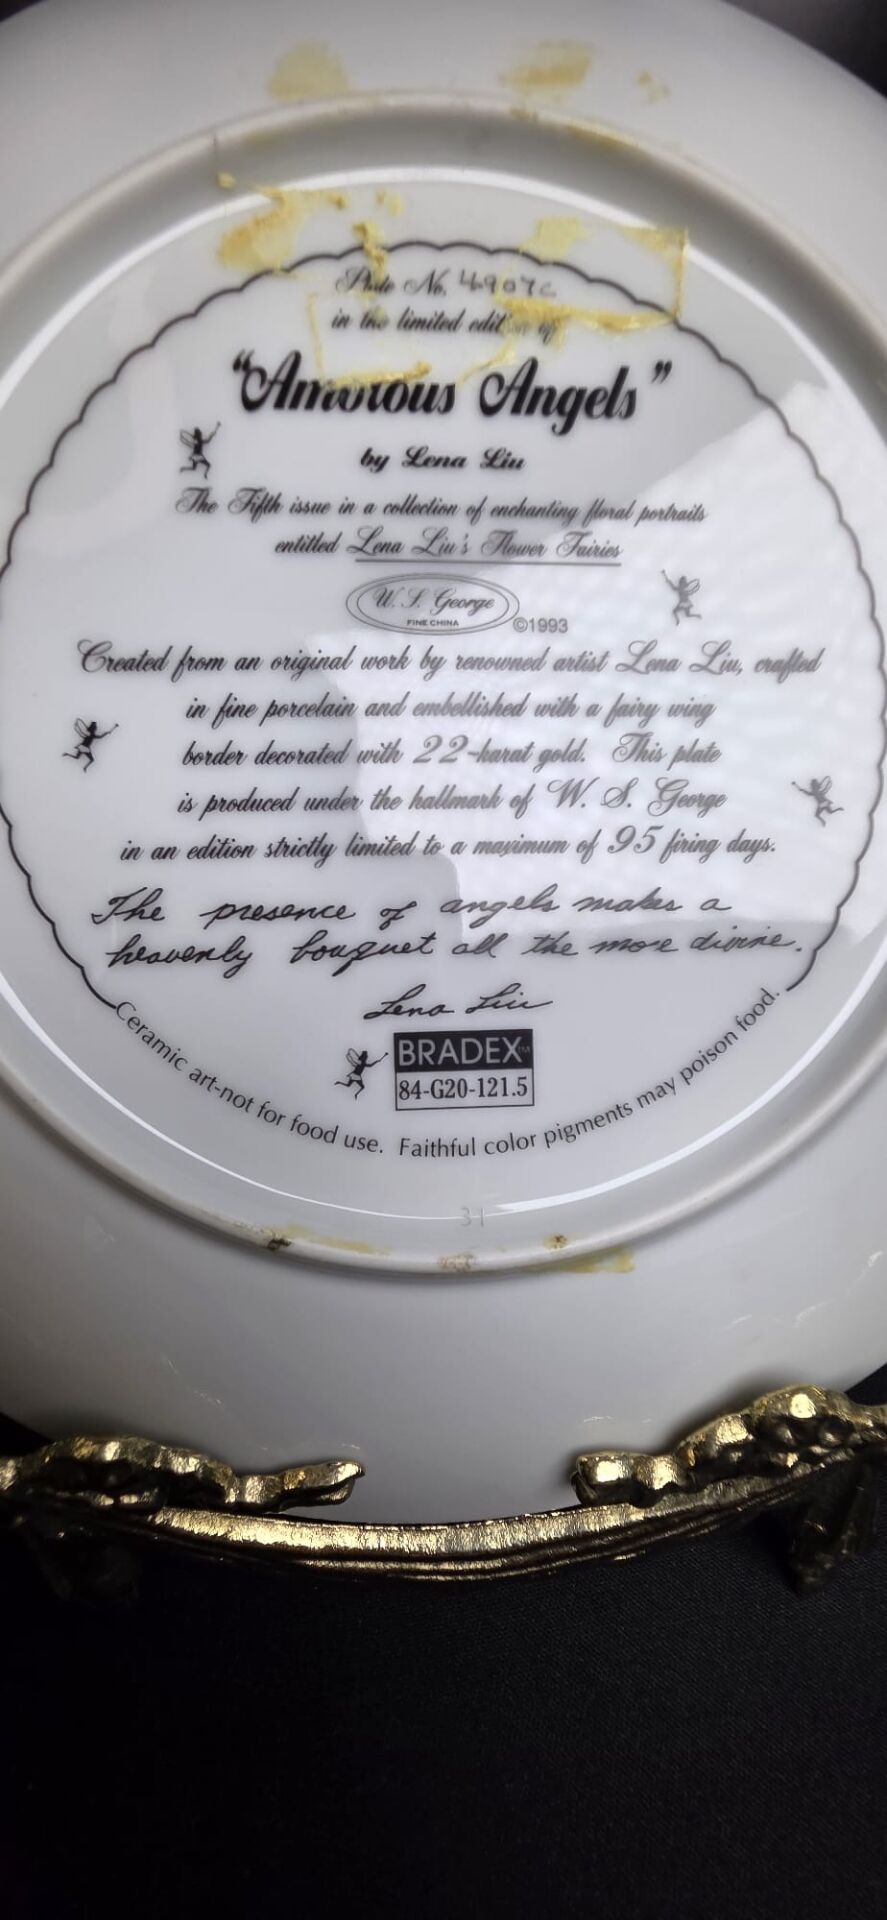 Plate No. 4907C
in the limited edition of
"Amorous Angels"
by Lena Liu
The Fifth issue in a collection of enchanting floral portraits
entitled Lena Liu's Flower Fairies
W. S. George
FINE CHINA
©1993
Created from an original work by renowned artist Lena Liu, crafted
in fine porcelain and embellished with a fairy wing
border decorated with 22-karat gold. This plate
is produced under the hallmark of W. S. George
in an edition strictly limited to a maximum of 95 firing days.
The presence of angels makes a
heavenly bouquet all the more divine.
Lena Liu
BRADEX™
84-G20-121.5
Ceramic art-not for food use. Faithful color pigments may poison food.
31